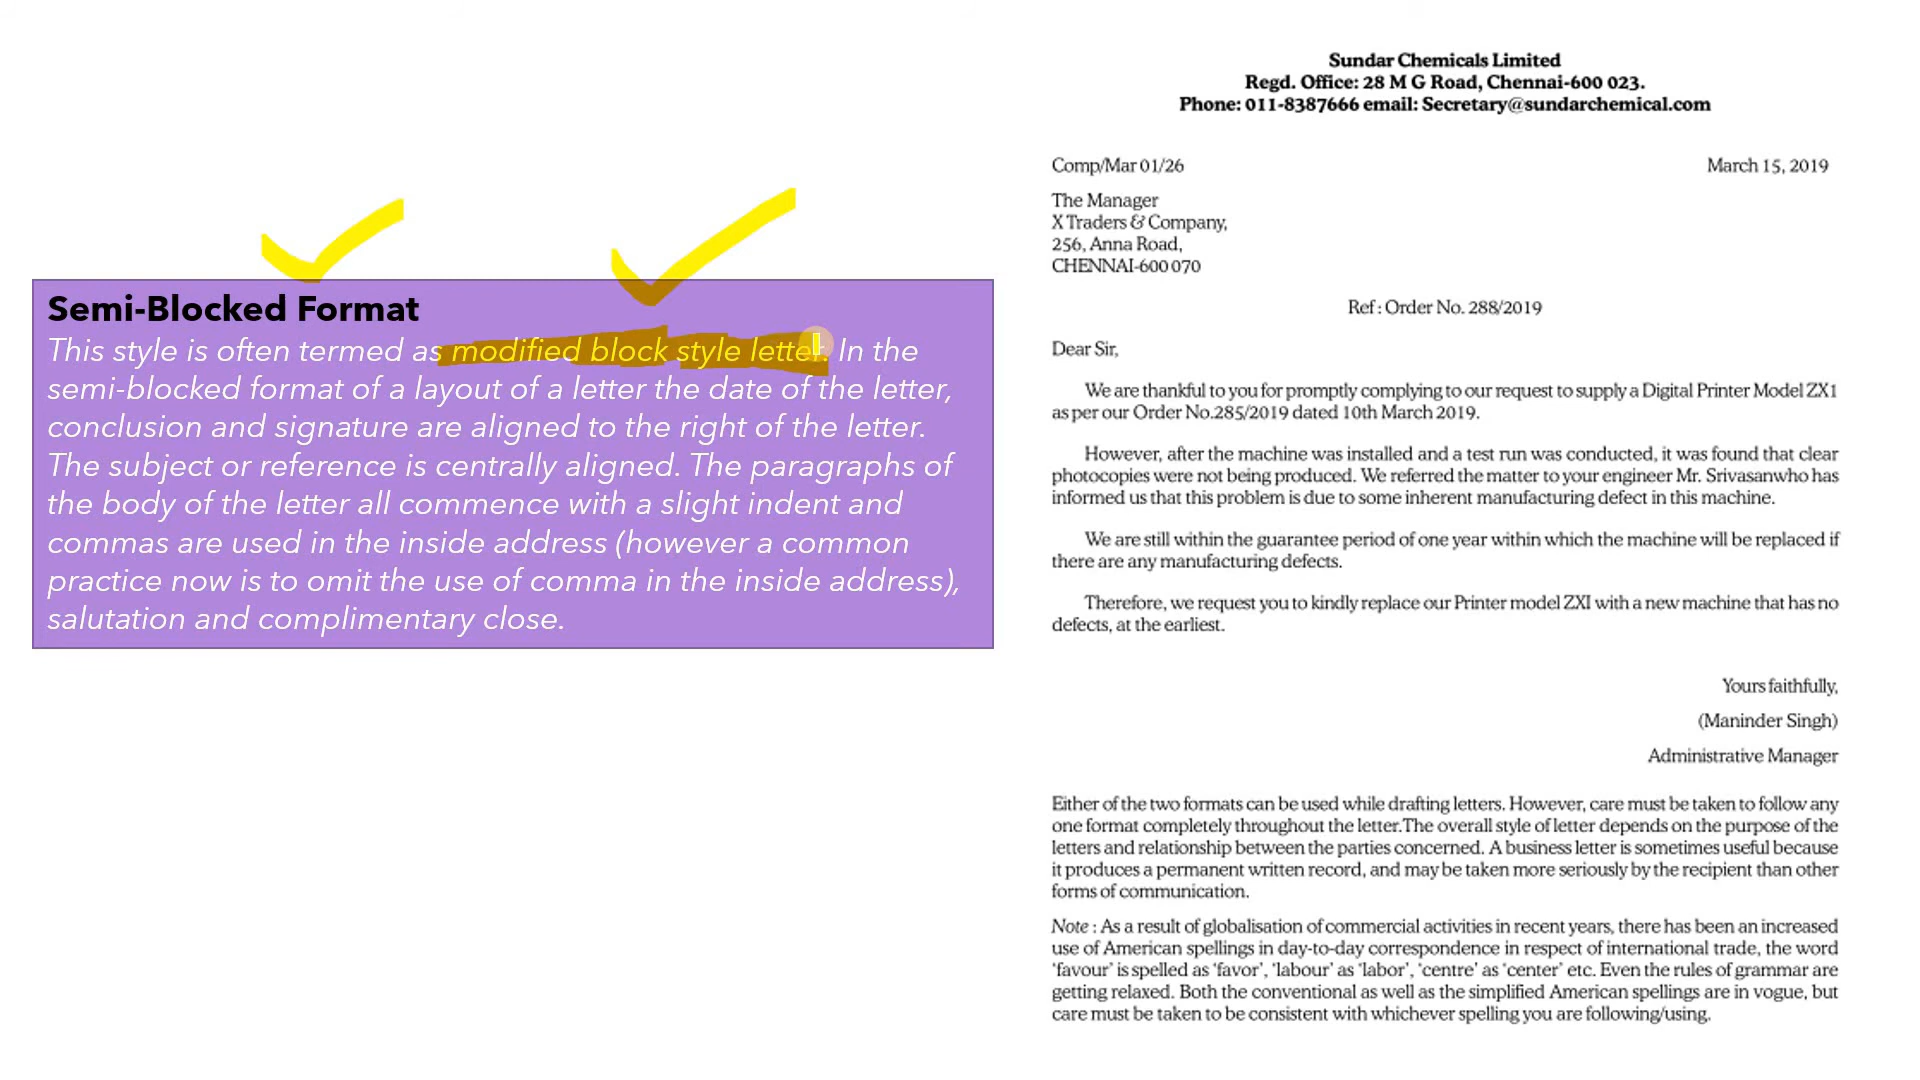 Semi-Blocked Format
This style is often termed as modified block style letter. In the
semi-blocked format of a layout of a letter the date of the letter,
conclusion and signature are aligned to the right of the letter.
The subject or reference is centrally aligned. The paragraphs of
the body of the letter all commence with a slight indent and
commas are used in the inside address (however a common
practice now is to omit the use of comma in the inside address),
salutation and complimentary close.
Sundar Chemicals Limited
Regd. Office: 28 M G Road, Chennai-600 023.
Phone: 011-8387666 email: Secretary@sundarchemical.com
Comp/Mar 01/26 March 15, 2019
The Manager
X Traders & Company,
256, Anna Road,
CHENNAI-600 070
Ref : Order No. 288/2019
Dear Sir,
We are thankful to you for promptly complying to our request to supply a Digital Printer Model ZX1
as per our Order No.285/2019 dated 10th March 2019.
However, after the machine was installed and a test run was conducted, it was found that clear
photocopies were not being produced. We referred the matter to your engineer Mr. Srivasanwho has
informed us that this problem is due to some inherent manufacturing defect in this machine.
We are still within the guarantee period of one year within which the machine will be replaced if
there are any manufacturing defects.
Therefore, we request you to kindly replace our Printer model ZXI with a new machine that has no
defects, at the earliest.
Yours faithfully,
(Maninder Singh)
Administrative Manager
Either of the two formats can be used while drafting letters. However, care must be taken to follow any
one format completely throughout the letter.The overall style of letter depends on the purpose of the
letters and relationship between the parties concerned. A business letter is sometimes useful because
it produces a permanent written record, and may be taken more seriously by the recipient than other
forms of communication.
Note : As a result of globalisation of commercial activities in recent years, there has been an increased
use of American spellings in day-to-day correspondence in respect of international trade, the word
'favour' is spelled as 'favor', 'labour' as 'labor', 'centre' as 'center' etc. Even the rules of grammar are
getting relaxed. Both the conventional as well as the simplified American spellings are in vogue, but
care must be taken to be consistent with whichever spelling you are following/using.